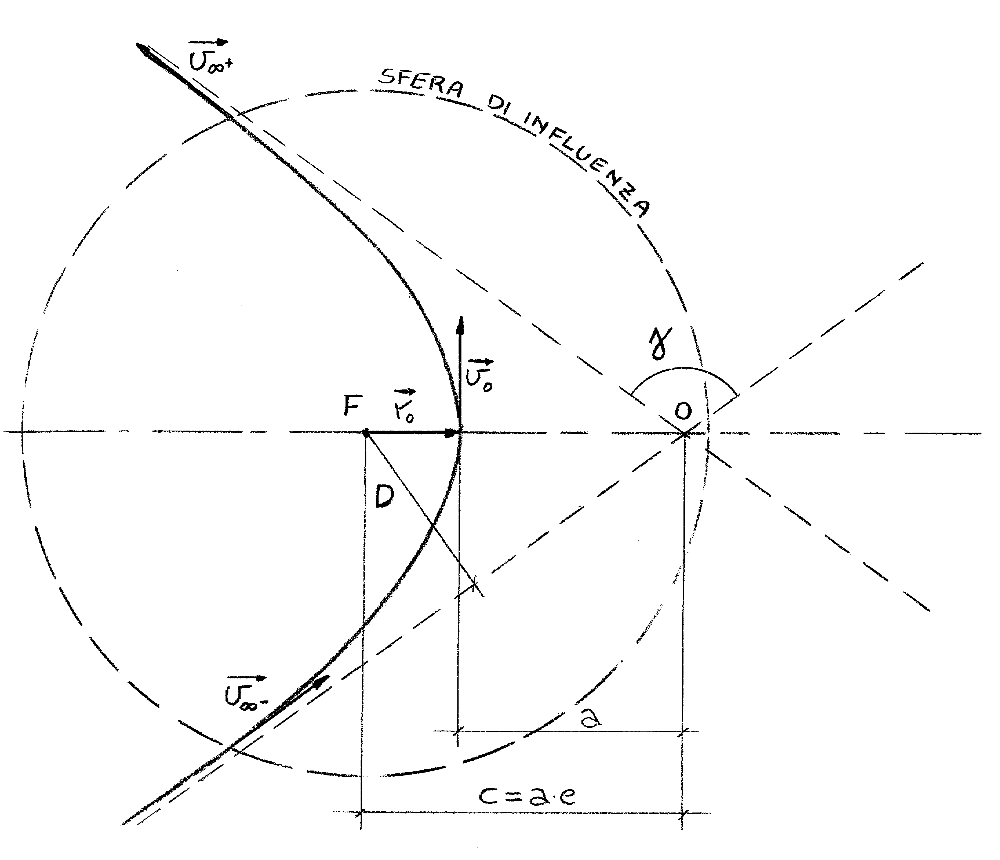 v∞+
SFERA DI INFLUENZA
γ
v0
F
r0
O
D
v∞-
a
c=a·e